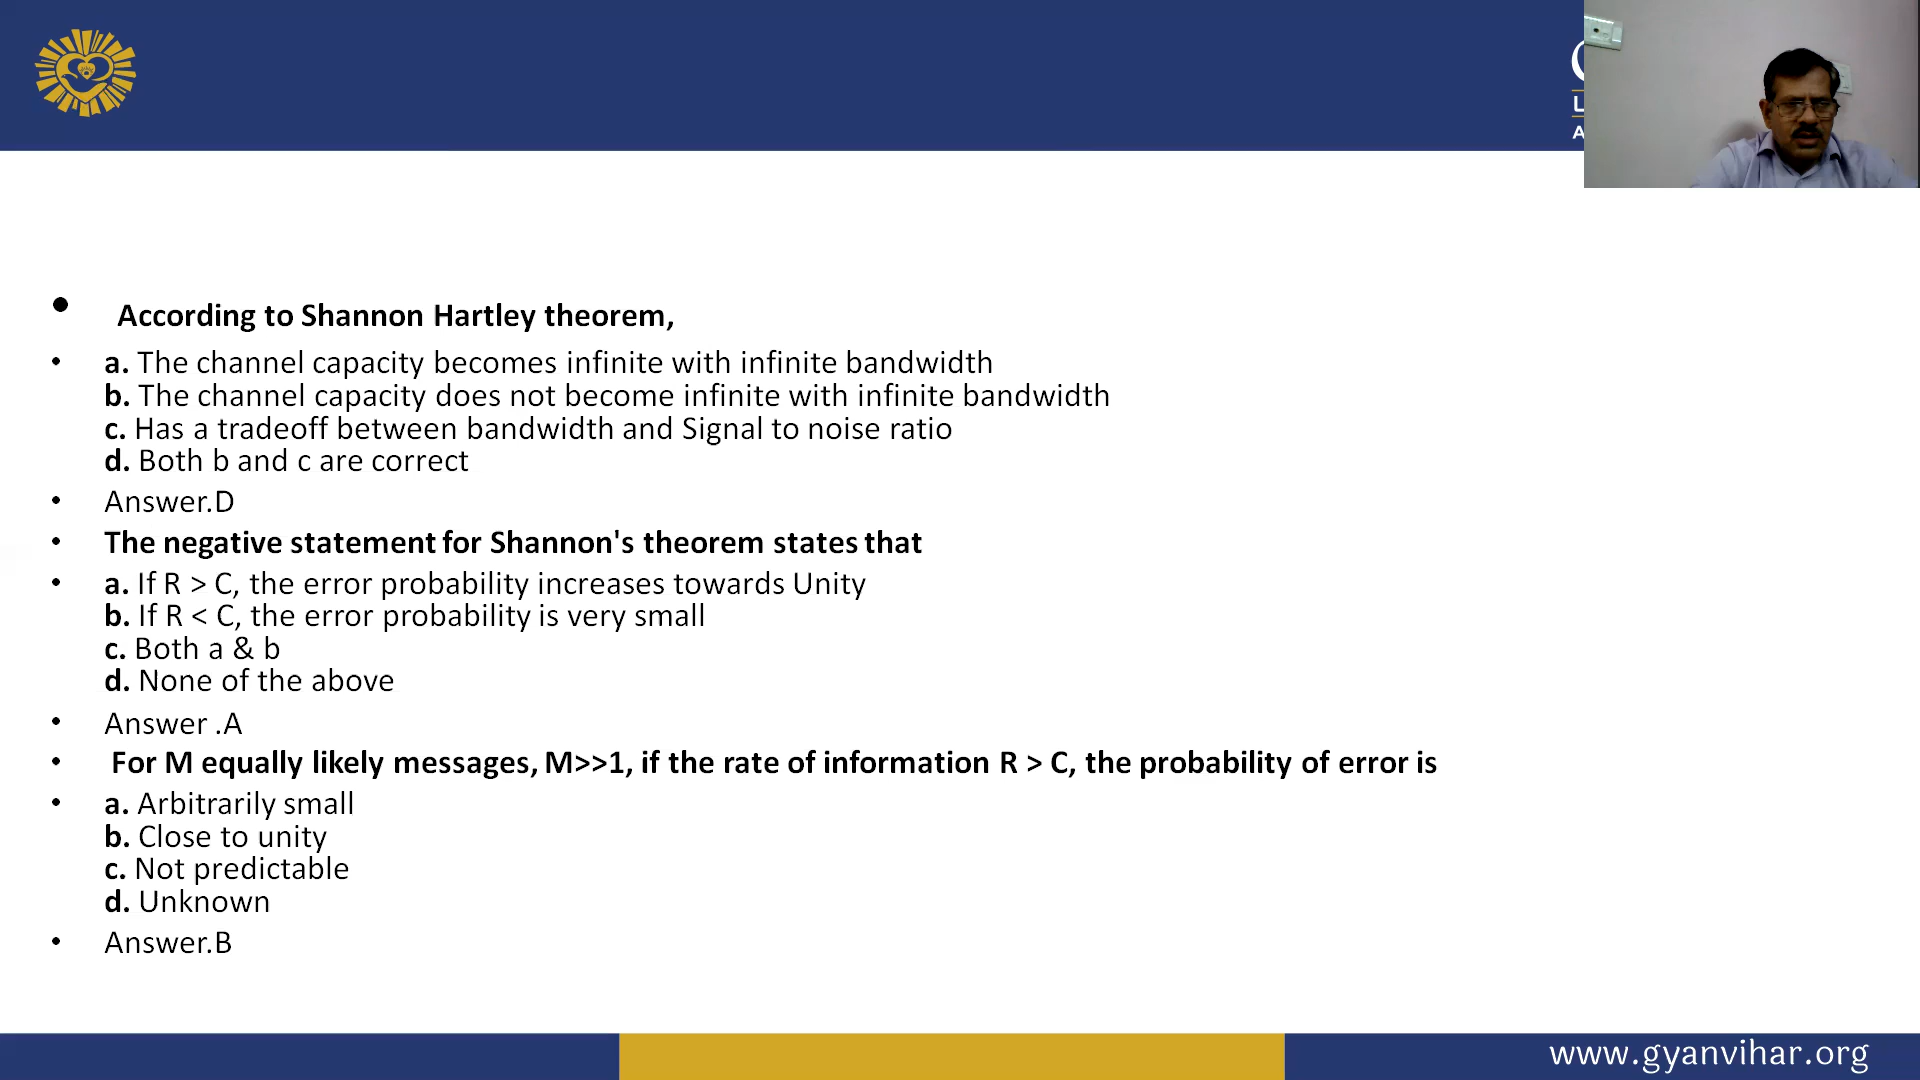 • According to Shannon Hartley theorem,
• a. The channel capacity becomes infinite with infinite bandwidth
b. The channel capacity does not become infinite with infinite bandwidth
c. Has a tradeoff between bandwidth and Signal to noise ratio
d. Both b and c are correct
• Answer.D
• The negative statement for Shannon's theorem states that
• a. If R > C, the error probability increases towards Unity
b. If R < C, the error probability is very small
c. Both a & b
d. None of the above
• Answer .A
• For M equally likely messages, M>>1, if the rate of information R > C, the probability of error is
• a. Arbitrarily small
b. Close to unity
c. Not predictable
d. Unknown
• Answer.B
www.gyanvihar.org